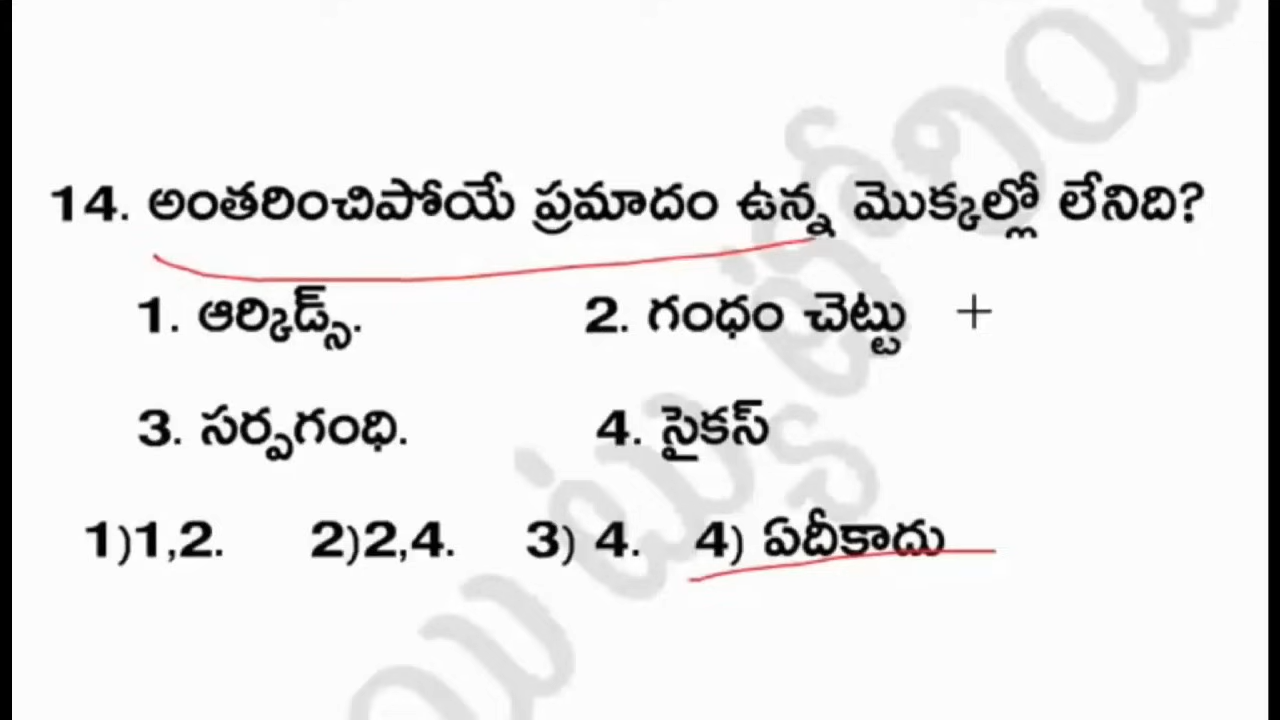 14. అంతరించిపోయే ప్రమాదం ఉన్న మొక్కల్లో లేనిది?
1. ఆర్కిడ్స్. 2. గంధం చెట్టు
3. సర్పగంధి. 4. సైకస్
1)1,2. 2)2,4. 3) 4. 4) ఏదీకాదు